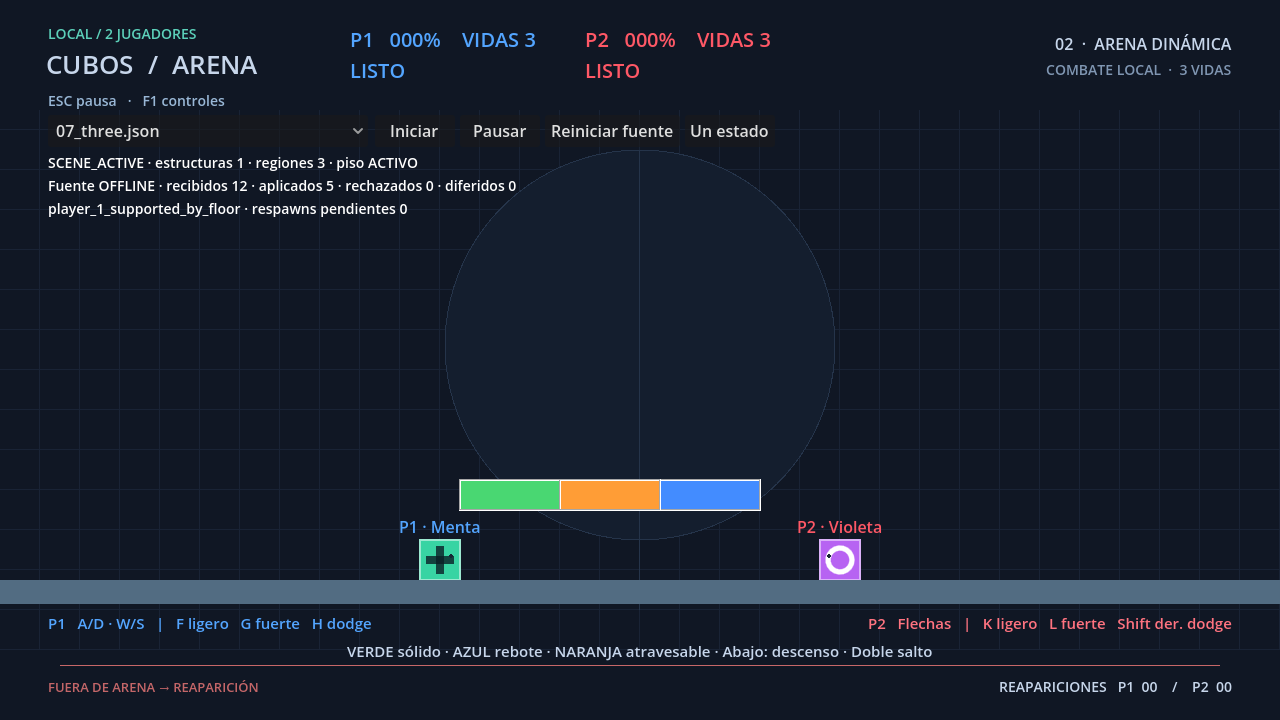 LOCAL / 2 JUGADORES
CUBOS / ARENA
ESC pausa · F1 controles
P1 000% VIDAS 3
LISTO
P2 000% VIDAS 3
LISTO
02 · ARENA DINÁMICA
COMBATE LOCAL · 3 VIDAS
07_three.json
Iniciar
Pausar
Reiniciar fuente
Un estado
SCENE_ACTIVE · estructuras 1 · regiones 3 · piso ACTIVO
Fuente OFFLINE · recibidos 12 · aplicados 5 · rechazados 0 · diferidos 0
player_1_supported_by_floor · respawns pendientes 0
P1 · Menta
P2 · Violeta
P1 A/D · W/S | F ligero G fuerte H dodge
P2 Flechas | K ligero L fuerte Shift der. dodge
VERDE sólido · AZUL rebote · NARANJA atravesable · Abajo: descenso · Doble salto
FUERA DE ARENA → REAPARICIÓN
REAPARICIONES P1 00 / P2 00